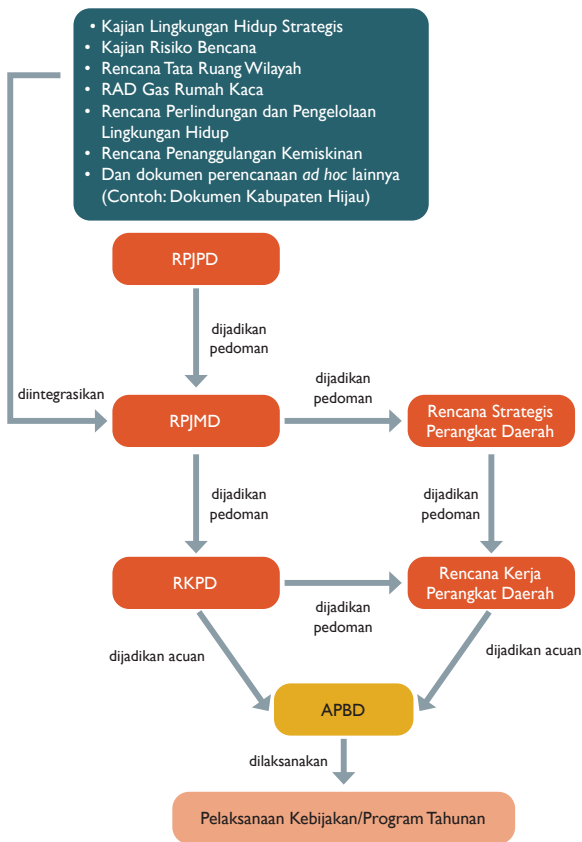 • Kajian Lingkungan Hidup Strategis
• Kajian Risiko Bencana
• Rencana Tata Ruang Wilayah
• RAD Gas Rumah Kaca
• Rencana Perlindungan dan Pengelolaan
Lingkungan Hidup
• Rencana Penanggulangan Kemiskinan
• Dan dokumen perencanaan ad hoc lainnya
(Contoh: Dokumen Kabupaten Hijau)
RPJPD
dijadikan
pedoman
diintegrasikan
RPJMD
dijadikan
pedoman
Rencana Strategis
Perangkat Daerah
dijadikan
pedoman
dijadikan
pedoman
RKPD
dijadikan
pedoman
Rencana Kerja
Perangkat Daerah
dijadikan acuan
dijadikan acuan
APBD
dilaksanakan
Pelaksanaan Kebijakan/Program Tahunan